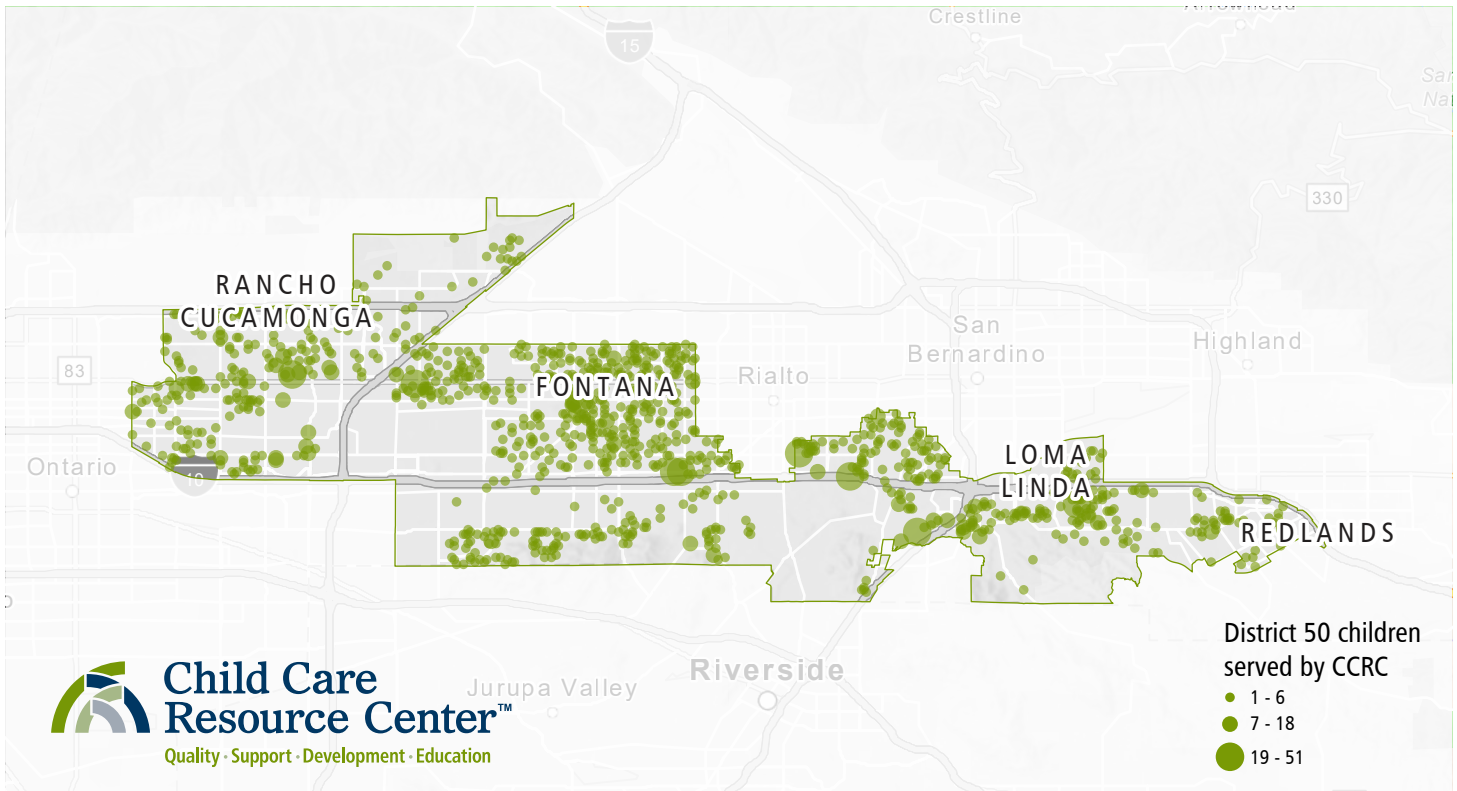 Crestline
15
330
RANCHO
CUCAMONGA
San
Bernardino
Highland
83
Rialto
FONTANA
Ontario
LOMA
LINDA
REDLANDS
District 50 children
served by CCRC
1 - 6
7 - 18
19 - 51
Riverside
Jurupa Valley
Child Care
Resource Center™
Quality · Support · Development · Education